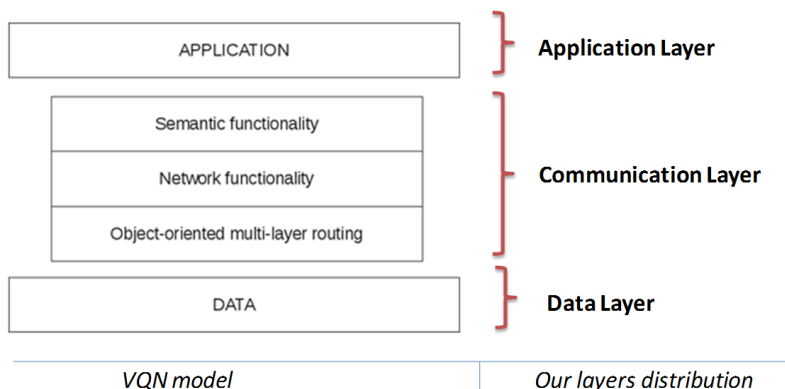 APPLICATION
Application Layer
Semantic functionality
Network functionality
Communication Layer
Object-oriented multi-layer routing
DATA
Data Layer
VQN model
Our layers distribution